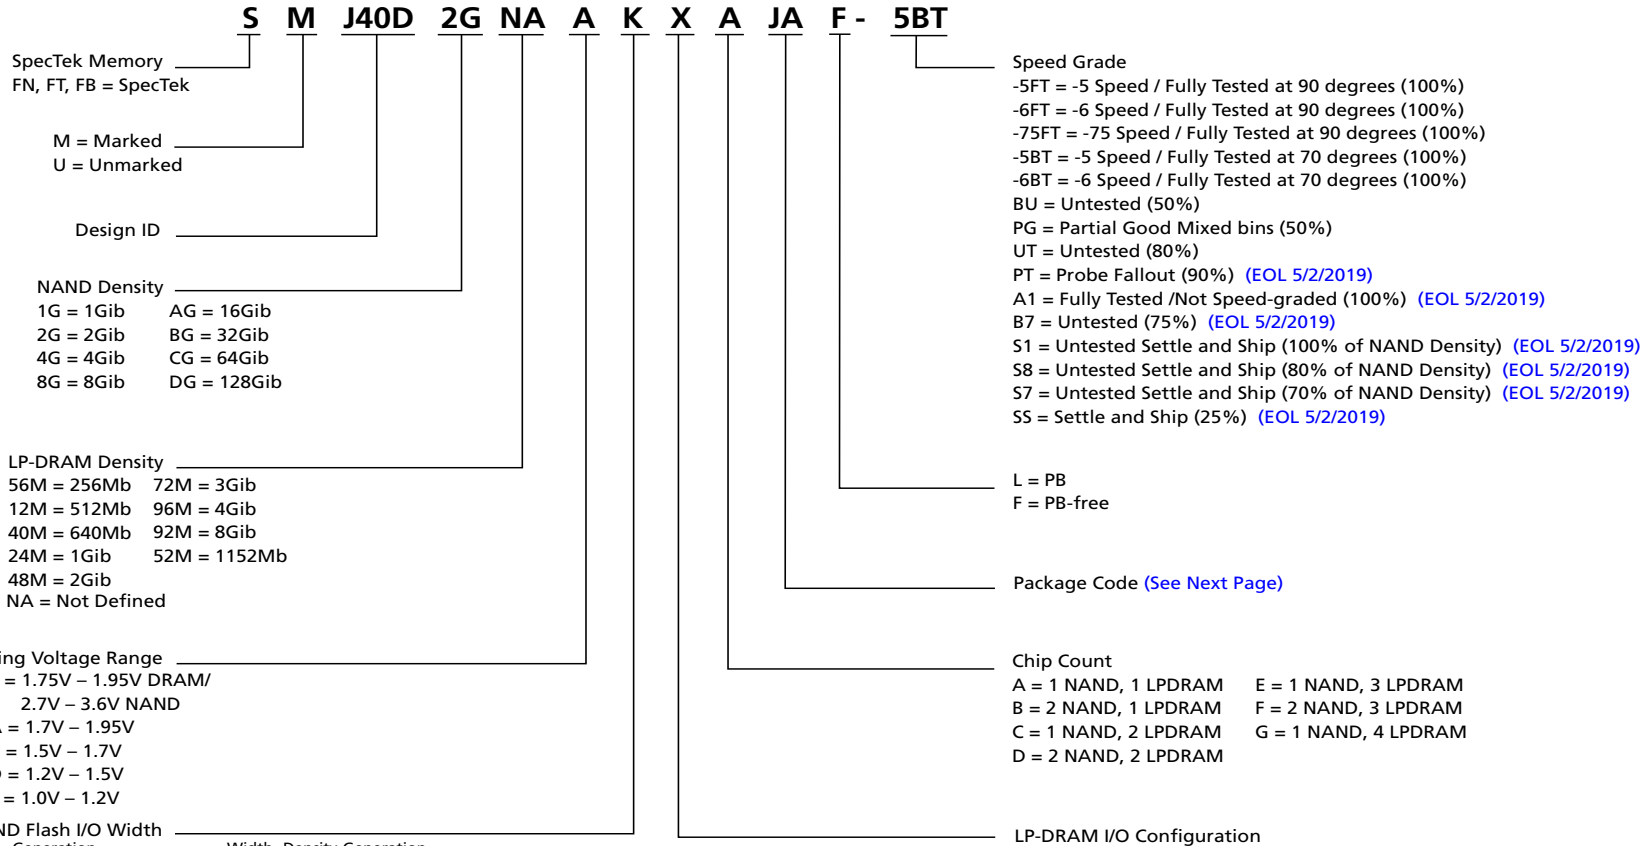 S M J40D 2G NA A K X A JA F - 5BT
SpecTek Memory
FN, FT, FB = SpecTek
M = Marked
U = Unmarked
Design ID
NAND Density
1G = 1Gib AG = 16Gib
2G = 2Gib BG = 32Gib
4G = 4Gib CG = 64Gib
8G = 8Gib DG = 128Gib
LP-DRAM Density
56M = 256Mb 72M = 3Gib
12M = 512Mb 96M = 4Gib
40M = 640Mb 92M = 8Gib
24M = 1Gib 52M = 1152Mb
48M = 2Gib
NA = Not Defined
Voltage Range
= 1.75V – 1.95V DRAM/
2.7V – 3.6V NAND
= 1.7V – 1.95V
= 1.5V – 1.7V
= 1.2V – 1.5V
= 1.0V – 1.2V
Flash I/O Width
Generation Width, Density Generation
Speed Grade
-5FT = -5 Speed / Fully Tested at 90 degrees (100%)
-6FT = -6 Speed / Fully Tested at 90 degrees (100%)
-75FT = -75 Speed / Fully Tested at 90 degrees (100%)
-5BT = -5 Speed / Fully Tested at 70 degrees (100%)
-6BT = -6 Speed / Fully Tested at 70 degrees (100%)
BU = Untested (50%)
PG = Partial Good Mixed bins (50%)
UT = Untested (80%)
PT = Probe Fallout (90%) (EOL 5/2/2019)
A1 = Fully Tested /Not Speed-graded (100%) (EOL 5/2/2019)
B7 = Untested (75%) (EOL 5/2/2019)
S1 = Untested Settle and Ship (100% of NAND Density) (EOL 5/2/2019)
S8 = Untested Settle and Ship (80% of NAND Density) (EOL 5/2/2019)
S7 = Untested Settle and Ship (70% of NAND Density) (EOL 5/2/2019)
SS = Settle and Ship (25%) (EOL 5/2/2019)
L = PB
F = PB-free
Package Code (See Next Page)
Chip Count
A = 1 NAND, 1 LPDRAM E = 1 NAND, 3 LPDRAM
B = 2 NAND, 1 LPDRAM F = 2 NAND, 3 LPDRAM
C = 1 NAND, 2 LPDRAM G = 1 NAND, 4 LPDRAM
D = 2 NAND, 2 LPDRAM
LP-DRAM I/O Configuration